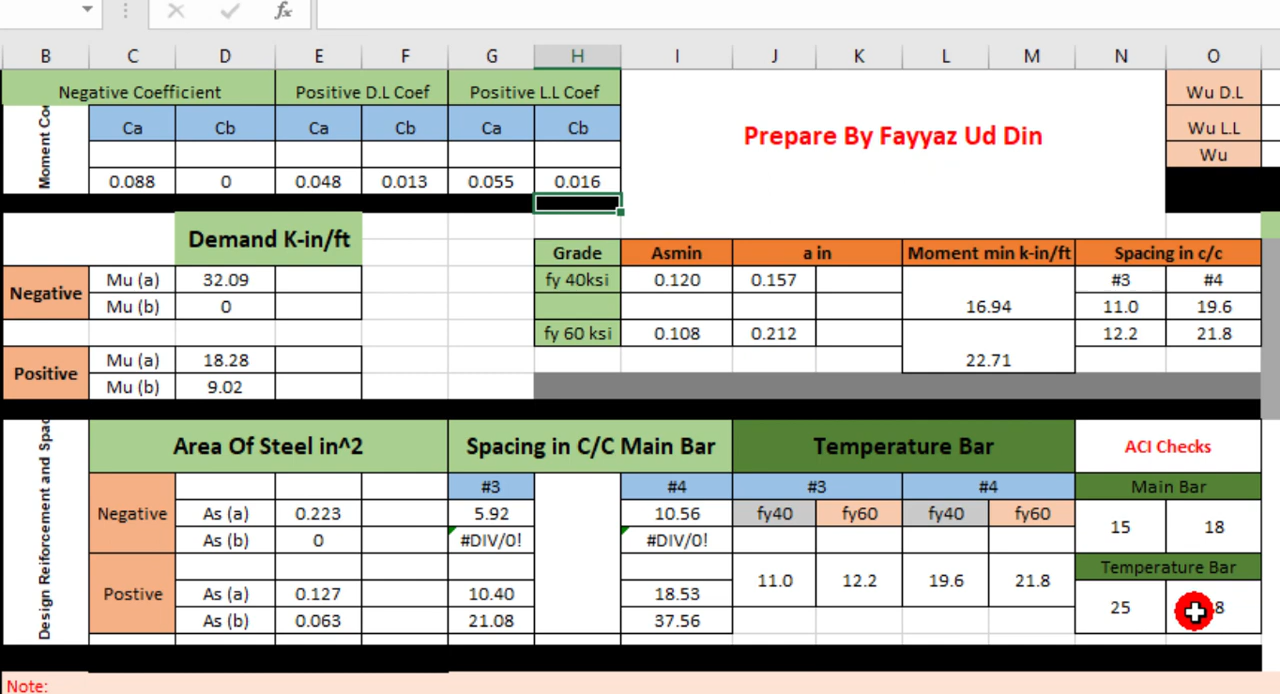 fx
B C D E F G H I J K L M N O
Negative Coefficient Positive D.L Coef Positive L.L Coef Wu D.L
Ca Cb Ca Cb Ca Cb Prepare By Fayyaz Ud Din Wu L.L
Moment Wu
0.088 0 0.048 0.013 0.055 0.016
Demand K-in/ft
Grade Asmin a in Moment min k-in/ft Spacing in c/c
Negative Mu (a) 32.09 fy 40ksi 0.120 0.157 #3 #4
Mu (b) 0 16.94 11.0 19.6
fy 60 ksi 0.108 0.212 12.2 21.8
Positive Mu (a) 18.28 22.71
Mu (b) 9.02
Design Reiforcement and
Area Of Steel in^2 Spacing in C/C Main Bar Temperature Bar ACI Checks
#3 #4 #3 #4 Main Bar
Negative As (a) 0.223 5.92 10.56 fy40 fy60 fy40 fy60 15 18
As (b) 0 #DIV/0! #DIV/0!
Temperature Bar
Postive As (a) 0.127 10.40 18.53 11.0 12.2 19.6 21.8 25
As (b) 0.063 21.08 37.56
Note: